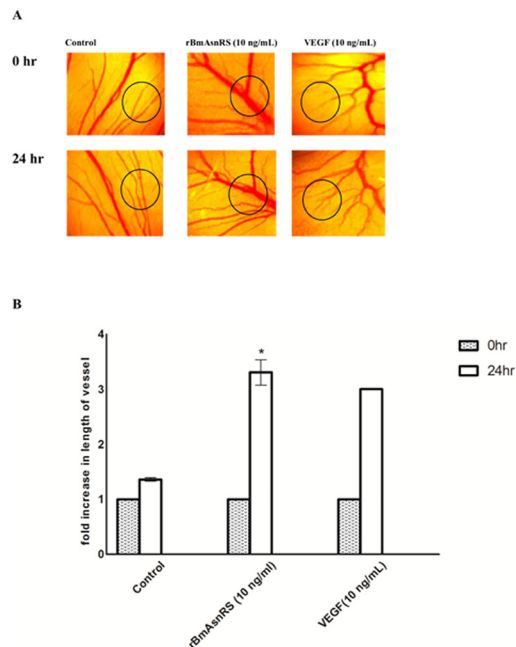 A
Control rBmAsnRS (10 ng/mL) VEGF (10 ng/mL)
0 hr
24 hr
B
fold increase in length of vessel
4
3
2
1
0
*
0hr
24hr
Control
rBmAsnRS (10 ng/ml)
VEGF(10 ng/mL)